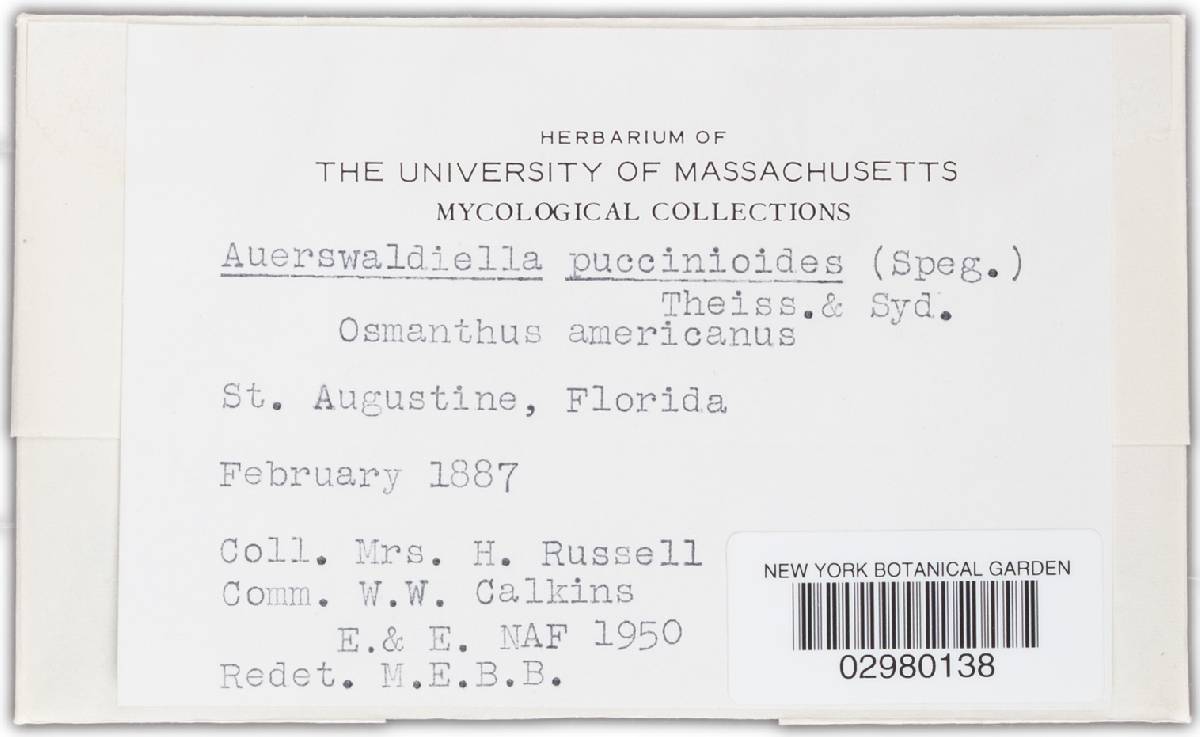 HERBARIUM OF
THE UNIVERSITY OF MASSACHUSETTS
MYCOLOGICAL COLLECTIONS
Auerswaldiella puccinioides (Speg.)
Theiss.& Syd.
Osmanthus americanus
St. Augustine, Florida
February 1887
Coll. Mrs. H. Russell
Comm. W.W. Calkins
E.& E. NAF 1950
Redet. M.E.B.B.
NEW YORK BOTANICAL GARDEN
02980138